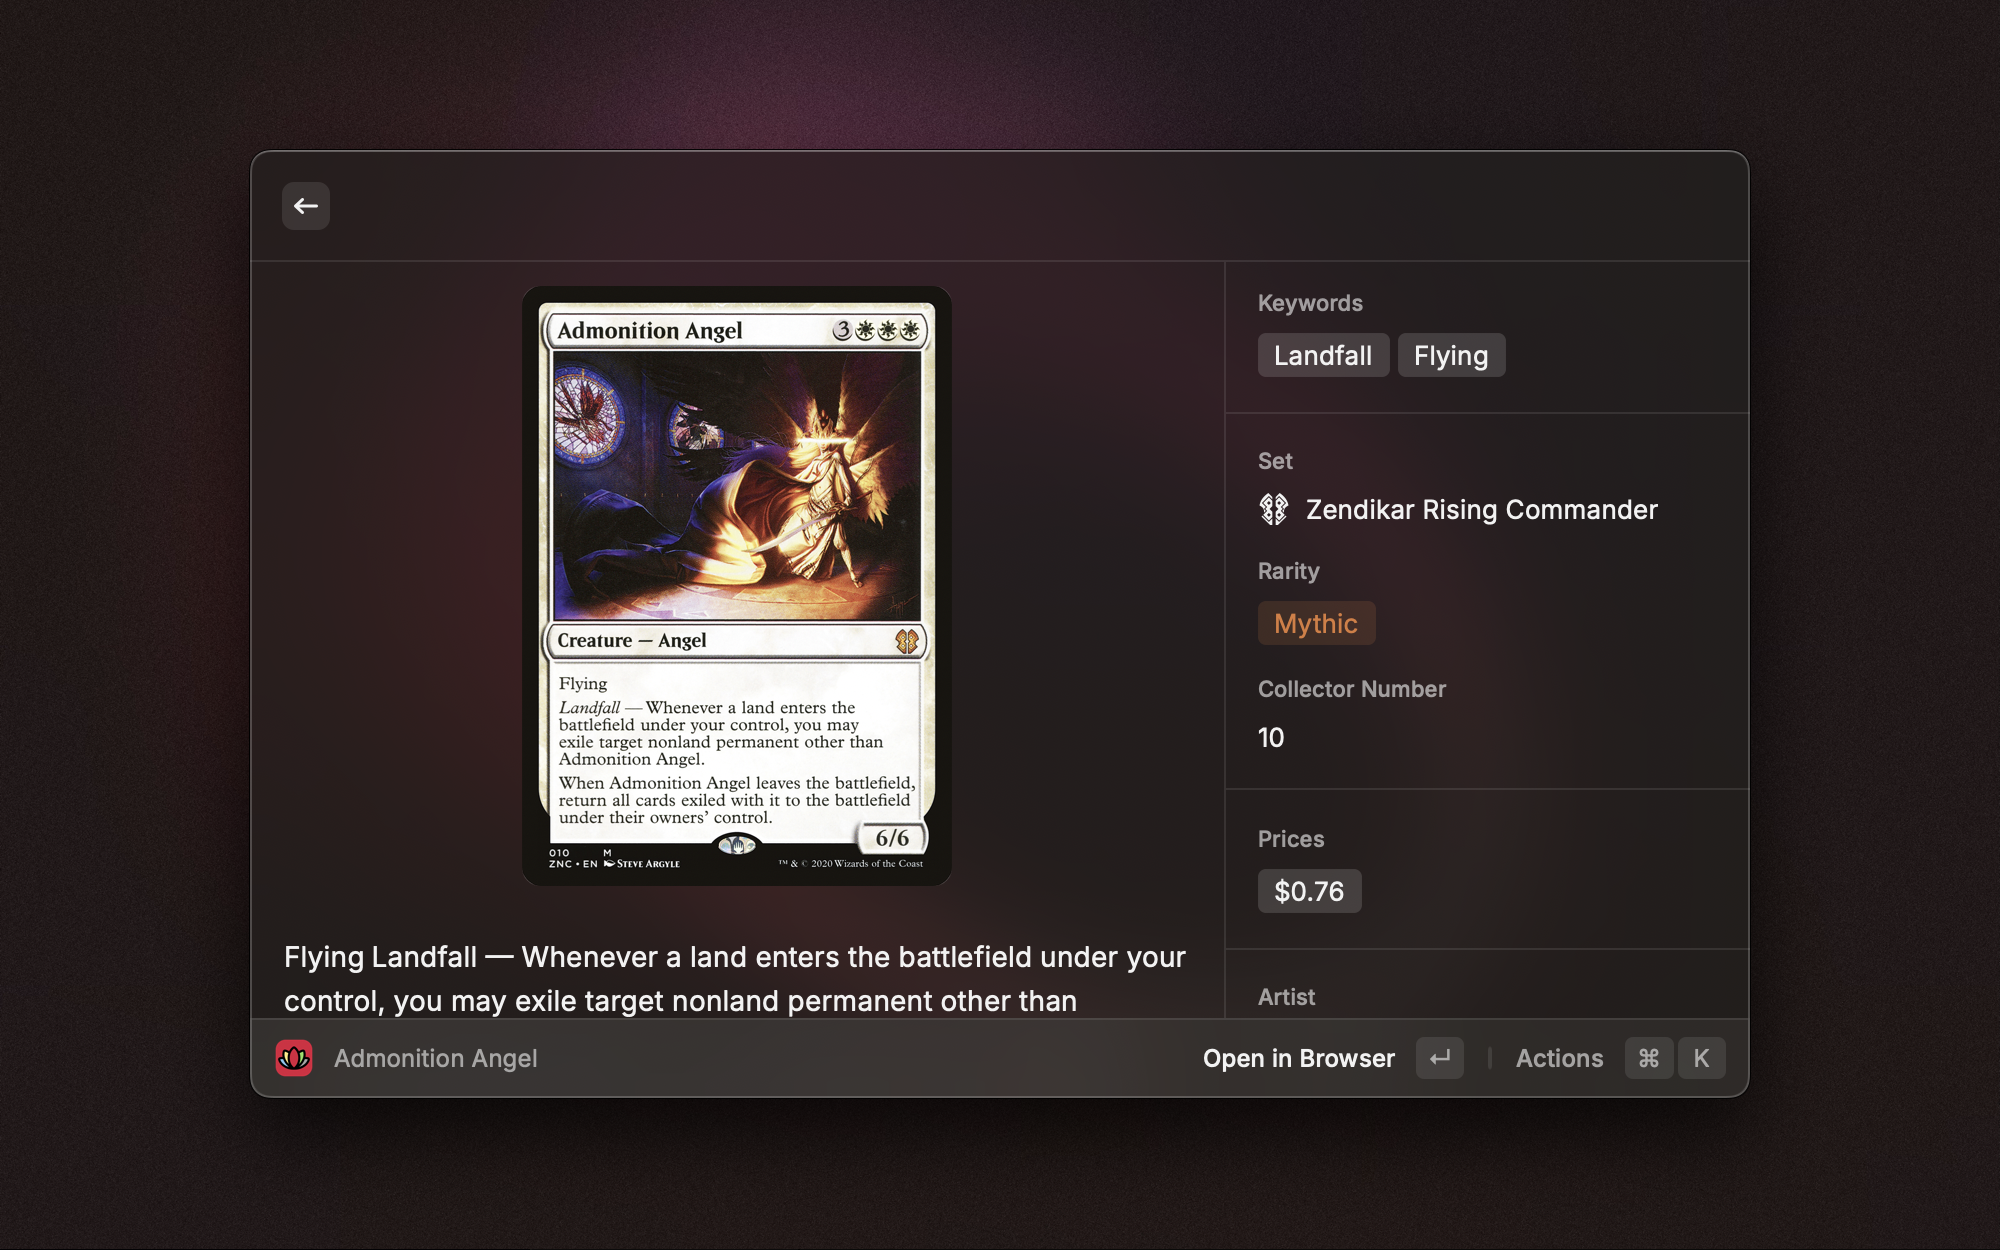 Admonition Angel 3
Creature — Angel
Flying
Landfall — Whenever a land enters the
battlefield under your control, you may
exile target nonland permanent other than
Admonition Angel.
When Admonition Angel leaves the battlefield,
return all cards exiled with it to the battlefield
under their owners' control.
6/6
010 M
ZNC • EN STEVE ARGYLE
™ & © 2020 Wizards of the Coast
Flying Landfall — Whenever a land enters the battlefield under your
control, you may exile target nonland permanent other than
Keywords
Landfall Flying
Set
Zendikar Rising Commander
Rarity
Mythic
Collector Number
10
Prices
$0.76
Artist
Admonition Angel
Open in Browser ↵ Actions ⌘ K